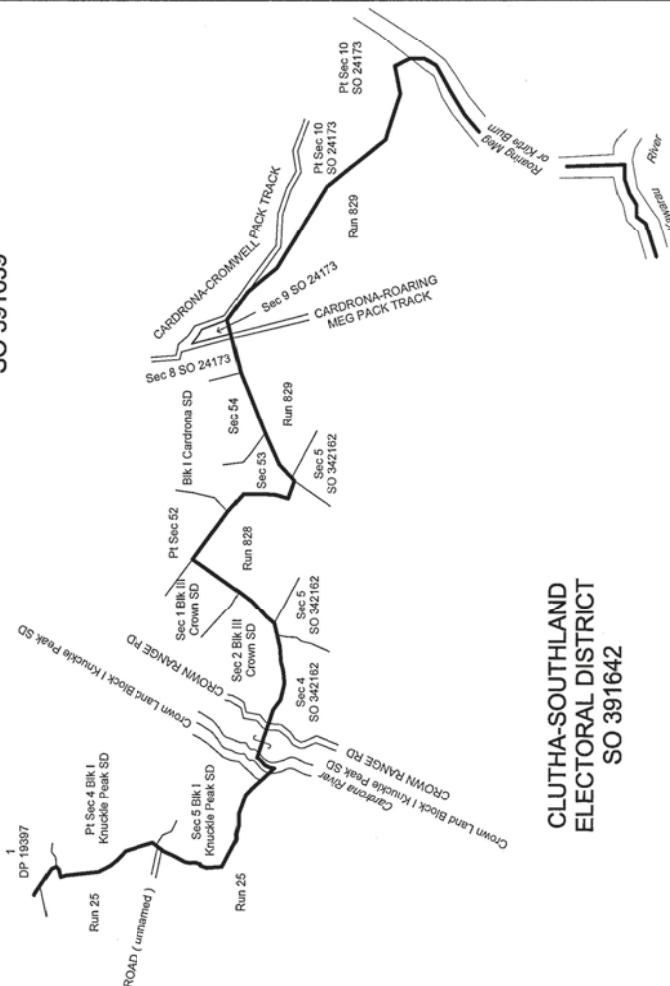 SO 391639
1
DP 19397
Pt Sec 4 Blk I
Knuckle Peak SD
Run 25
ROAD ( unnamed )
Sec 5 Blk I
Knuckle Peak SD
Run 25
Crown Land Block I Knuckle Peak SD
CROWN RANGE RD
Cardrona River
Crown Land Block I Knuckle Peak SD
CROWN RANGE RD
Sec 4
SO 342162
Sec 2 Blk III
Crown SD
Sec 5
SO 342162
Sec 1 Blk III
Crown SD
Pt Sec 52
Run 828
Blk I Cardrona SD
Sec 53
Sec 54
Sec 5
SO 342162
Run 829
Sec 8 SO 24173
CARDRONA-CROMWELL PACK TRACK
Sec 9 SO 24173
CARDRONA-ROARING
MEG PACK TRACK
Pt Sec 10
SO 24173
Run 829
Pt Sec 10
SO 24173
Roaring Meg
or Kirtle Burn
Kawarau
River
CLUTHA-SOUTHLAND
ELECTORAL DISTRICT
SO 391642